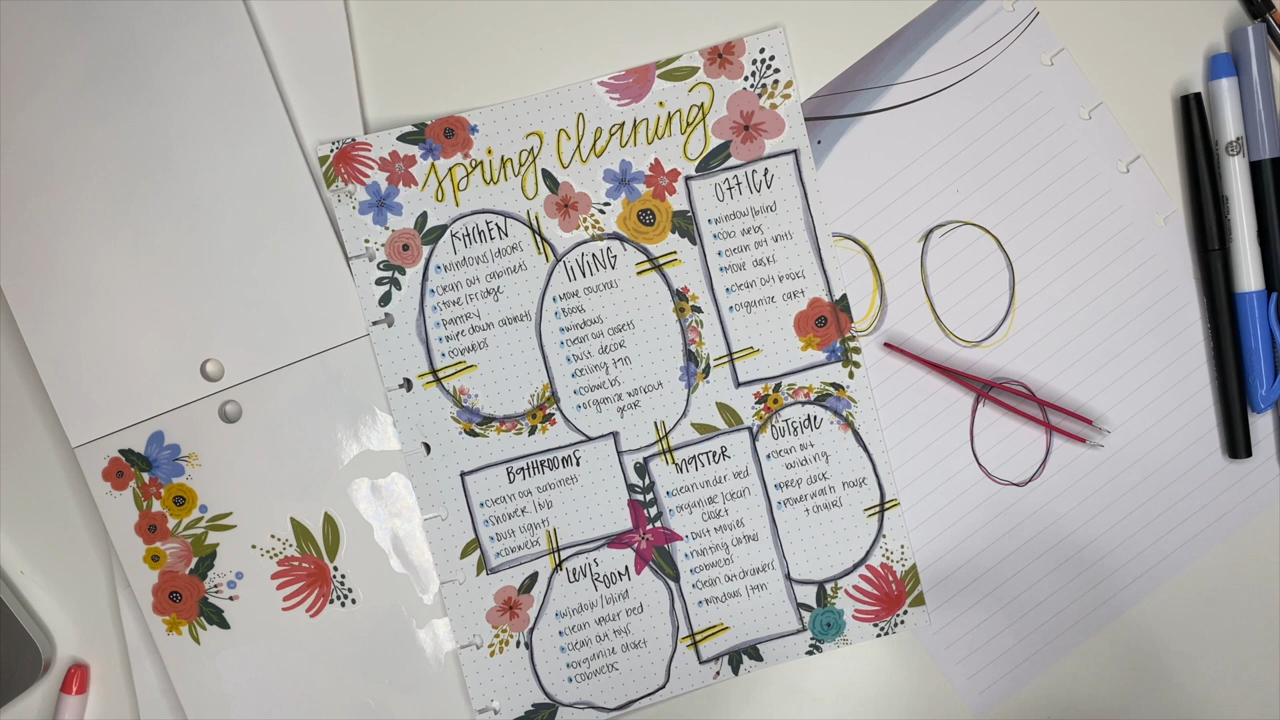 spring cleaning
KITCHEN
windows/doors
clean out cabinets
stove/fridge
pantry
wipe down cabinets
cobwebs
LIVING
Move couches
Books
windows
clean out closets
Dust decor
ceiling fan
cobwebs
organize workout
gear
OFFICE
window/blind
cob webs
clean out units
Move desks
clean out books
organize cart
BATHROOMS
clean out cabinets
shower/tub
Dust lights
cobwebs
MASTER
clean under bed
organize/clean
closet
Dust Movies
hunting clothes
cobwebs
clean out drawers
windows/fan
OUTSIDE
clean out
building
prep deck
powerwash house
+ chairs
Levi's
ROOM
window/blind
clean under bed
clean out toys
organize closet
cobwebs